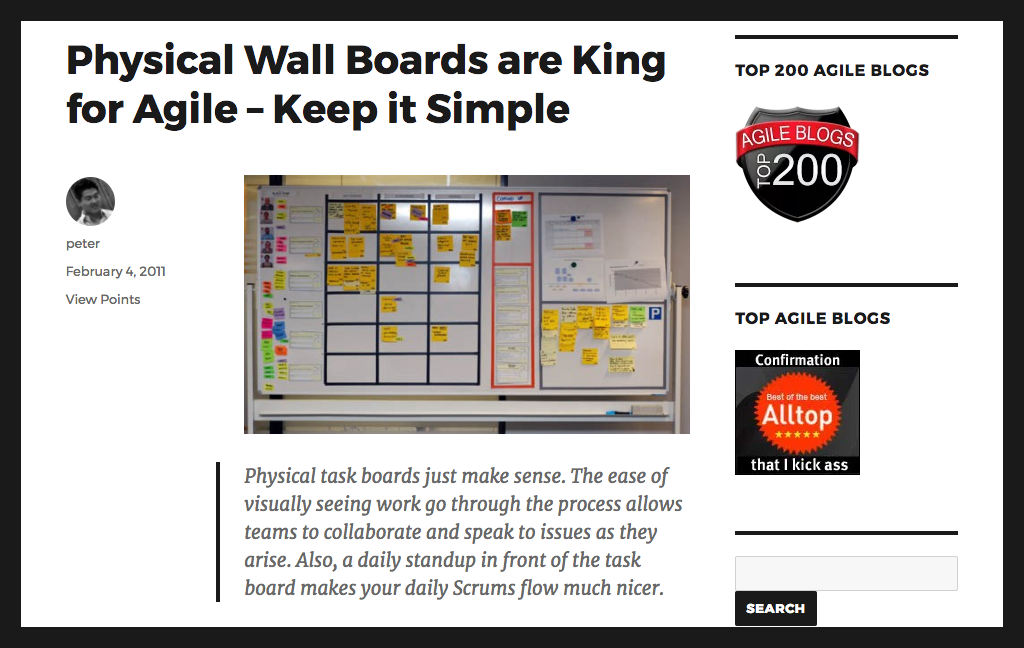 Physical Wall Boards are King
for Agile – Keep it Simple
peter
February 4, 2011
View Points
P
Physical task boards just make sense. The ease of
visually seeing work go through the process allows
teams to collaborate and speak to issues as they
arise. Also, a daily standup in front of the task
board makes your daily Scrums flow much nicer.
TOP 200 AGILE BLOGS
AGILE BLOGS
TOP 200
TOP AGILE BLOGS
Confirmation
Best of the best
Alltop
that I kick ass
SEARCH